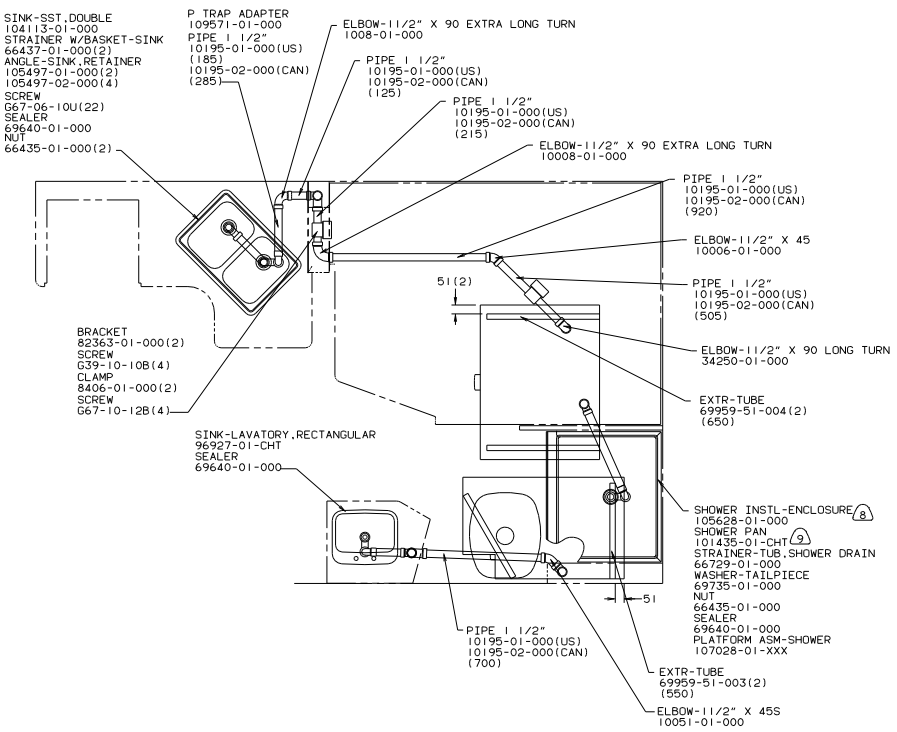 SINK-SST,DOUBLE
104113-01-000
STRAINER W/BASKET-SINK
66437-01-000(2)
ANGLE-SINK,RETAINER
105497-01-000(2)
105497-02-000(4)
SCREW
G67-06-10U(22)
SEALER
69640-01-000
NUT
66435-01-000(2)
P TRAP ADAPTER
109571-01-000
PIPE 1 1/2"
10195-01-000(US)
(185)
10195-02-000(CAN)
(285)
ELBOW-11/2" X 90 EXTRA LONG TURN
1008-01-000
PIPE 1 1/2"
10195-01-000(US)
10195-02-000(CAN)
(125)
PIPE 1 1/2"
10195-01-000(US)
10195-02-000(CAN)
(215)
ELBOW-11/2" X 90 EXTRA LONG TURN
10008-01-000
PIPE 1 1/2"
10195-01-000(US)
10195-02-000(CAN)
(920)
ELBOW-11/2" X 45
10006-01-000
51(2)
PIPE 1 1/2"
10195-01-000(US)
10195-02-000(CAN)
(505)
BRACKET
82363-01-000(2)
SCREW
G39-10-10B(4)
CLAMP
8406-01-000(2)
SCREW
G67-10-12B(4)
ELBOW-11/2" X 90 LONG TURN
34250-01-000
EXTR-TUBE
69959-51-004(2)
(650)
SINK-LAVATORY,RECTANGULAR
96927-01-CHT
SEALER
69640-01-000
SHOWER INSTL-ENCLOSURE 8
105628-01-000
SHOWER PAN
101435-01-CHT 9
STRAINER-TUB,SHOWER DRAIN
66729-01-000
WASHER-TAILPIECE
69735-01-000
NUT
66435-01-000
SEALER
69640-01-000
PLATFORM ASM-SHOWER
107028-01-XXX
51
PIPE 1 1/2"
10195-01-000(US)
10195-02-000(CAN)
(700)
EXTR-TUBE
69959-51-003(2)
(550)
ELBOW-11/2" X 45S
10051-01-000